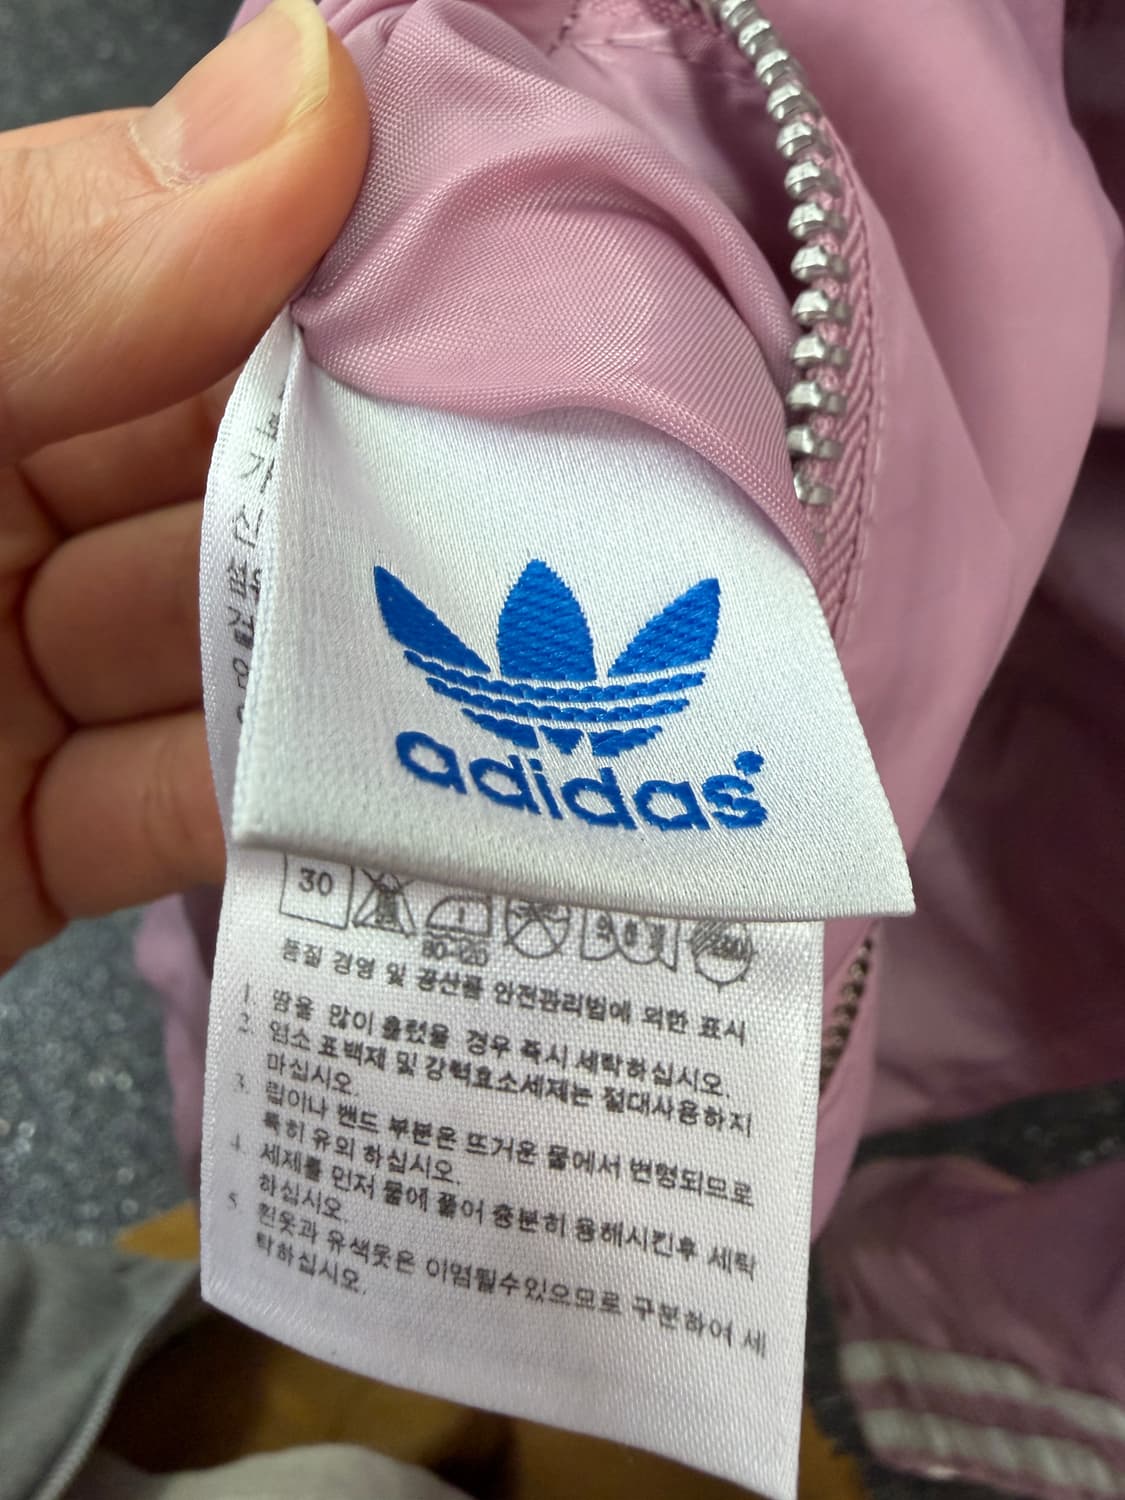 adidas
30
80-120
품질 경영 및 공산품 안전관리법에 의한 표시
1. 땀을 많이 흘렸을 경우 즉시 세탁하십시오.
2. 염소 표백제 및 강력효소세제는 절대사용하지
마십시오.
3. 립이나 밴드 부분은 뜨거운 물에서 변형되므로
특히 유의 하십시오.
4. 세제를 먼저 물에 풀어 충분히 용해시킨후 세탁
하십시오.
5. 흰옷과 유색옷은 이염될수있으므로 구분하여 세
탁하십시오.